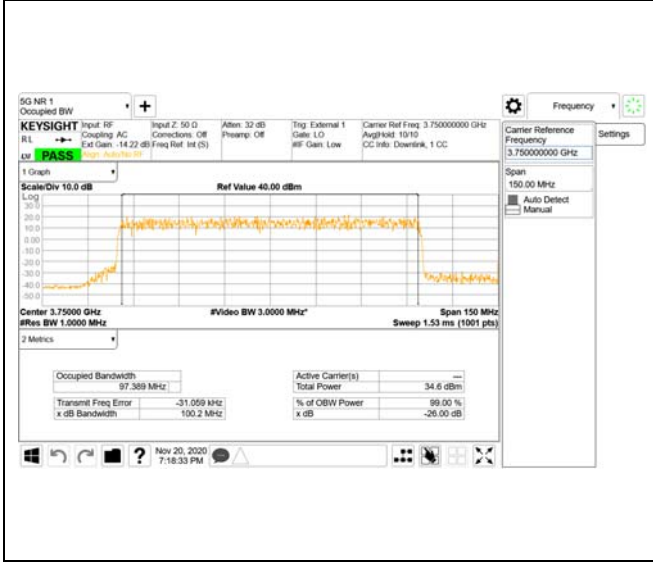 5G NR 1
Occupied BW
Frequency
KEYSIGHT
RL
PASS
Input: RF
Coupling: AC
Ext Gain: -14.22 dB
Align: Auto/No RF
Input Z: 50 Ω
Corrections: Off
Freq Ref: Int (S)
Atten: 32 dB
Preamp: Off
Trig: External 1
Gate: LO
#IF Gain: Low
Carrier Ref Freq: 3.750000000 GHz
Avg|Hold: 10/10
CC Info: Downlink, 1 CC
Carrier Reference
Frequency
3.750000000 GHz
Settings
Span
150.00 MHz
Auto Detect
Manual
1 Graph
Scale/Div 10.0 dB
Ref Value 40.00 dBm
Log
30.0
20.0
10.0
0.00
-10.0
-20.0
-30.0
-40.0
-50.0
Center 3.75000 GHz
#Video BW 3.0000 MHz*
Span 150 MHz
#Res BW 1.0000 MHz
Sweep 1.53 ms (1001 pts)
2 Metrics
Occupied Bandwidth
97.389 MHz
Active Carrier(s)
---
Total Power
34.6 dBm
Transmit Freq Error
-31.059 kHz
% of OBW Power
99.00 %
x dB Bandwidth
100.2 MHz
x dB
-26.00 dB
Nov 20, 2020
7:18:33 PM